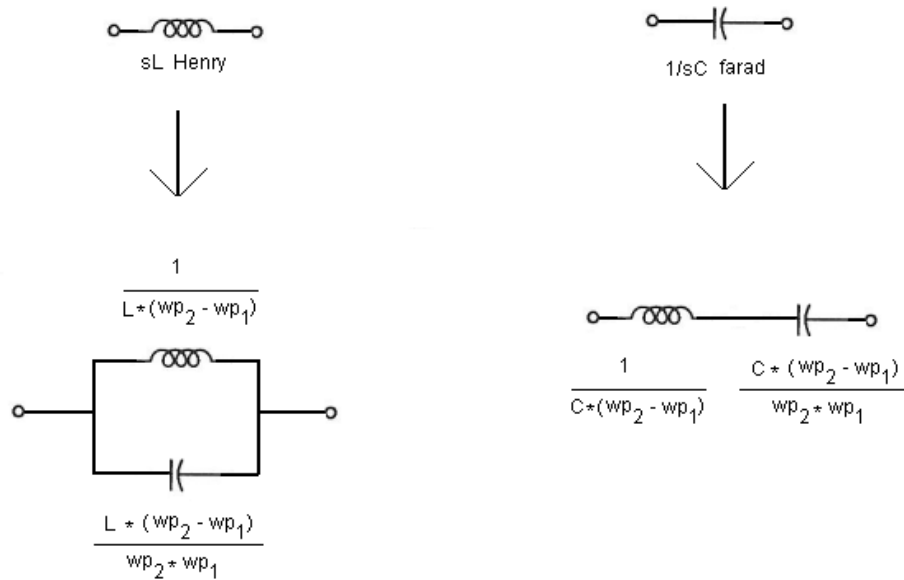 sL Henry
1/sC farad
1
L*(wp2 - wp1)
1
C*(wp2 - wp1)
C * (wp2 - wp1)
wp2 * wp1
L * (wp2 - wp1)
wp2 * wp1